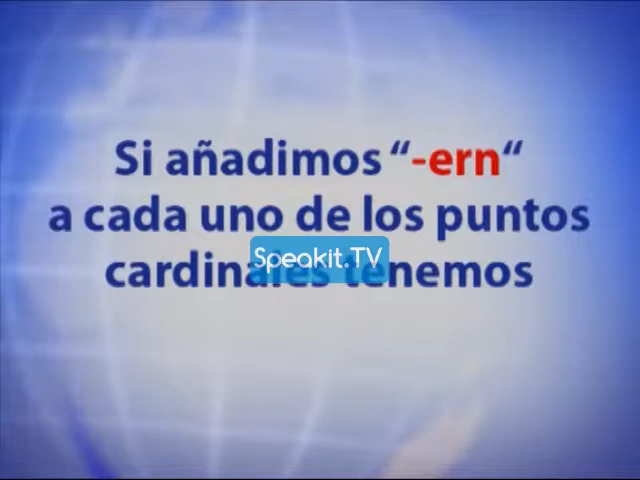 Si añadimos “-ern“
a cada uno de los puntos
cardinales tenemos
Speakit.TV